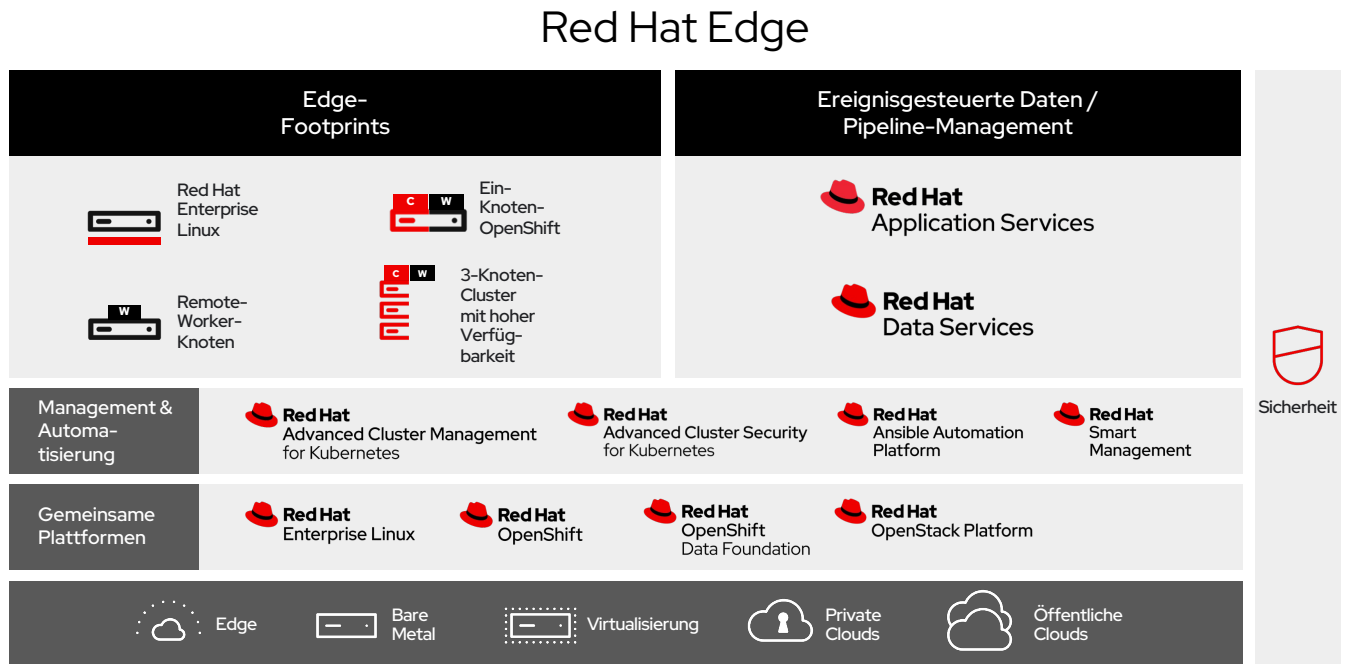 Red Hat Edge
Edge-
Footprints
Red Hat
Enterprise
Linux
C W
Ein-
Knoten-
OpenShift
W
Remote-
Worker-
Knoten
C W
3-Knoten-
Cluster
mit hoher
Verfüg-
barkeit
Ereignisgesteuerte Daten /
Pipeline-Management
Red Hat
Application Services
Red Hat
Data Services
Management &
Automa-
tisierung
Red Hat
Advanced Cluster Management
for Kubernetes
Red Hat
Advanced Cluster Security
for Kubernetes
Red Hat
Ansible Automation
Platform
Red Hat
Smart
Management
Gemeinsame
Plattformen
Red Hat
Enterprise Linux
Red Hat
OpenShift
Red Hat
OpenShift
Data Foundation
Red Hat
OpenStack Platform
Edge
Bare
Metal
Virtualisierung
Private
Clouds
Öffentliche
Clouds
Sicherheit